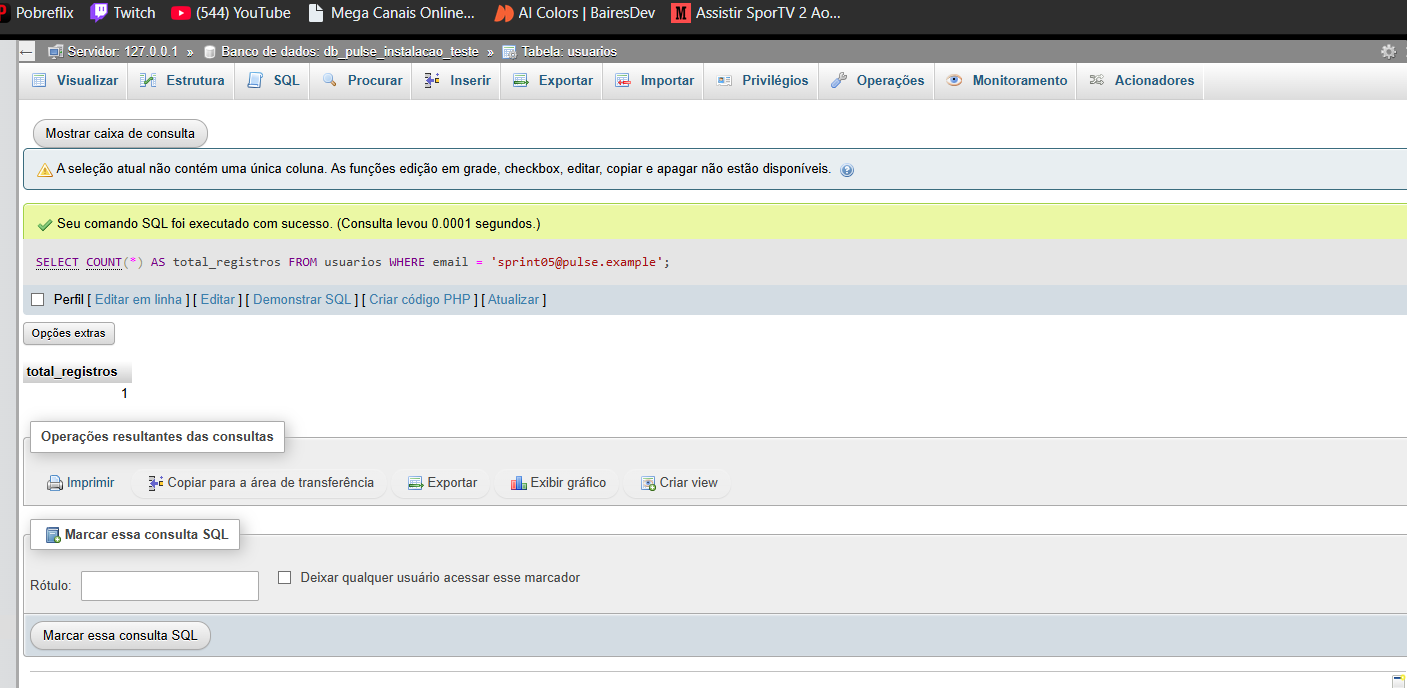 Pobreflix Twitch (544) YouTube Mega Canais Online... AI Colors | BairesDev M Assistir SporTV 2 Ao...
← Servidor: 127.0.0.1 » Banco de dados: db_pulse_instalacao_teste » Tabela: usuarios
Visualizar Estrutura SQL Procurar Inserir Exportar Importar Privilégios Operações Monitoramento Acionadores
Mostrar caixa de consulta
A seleção atual não contém uma única coluna. As funções edição em grade, checkbox, editar, copiar e apagar não estão disponíveis.
Seu comando SQL foi executado com sucesso. (Consulta levou 0.0001 segundos.)
SELECT COUNT(*) AS total_registros FROM usuarios WHERE email = 'sprint05@pulse.example';
Perfil [ Editar em linha ] [ Editar ] [ Demonstrar SQL ] [ Criar código PHP ] [ Atualizar ]
Opções extras
total_registros
1
Operações resultantes das consultas
Imprimir Copiar para a área de transferência Exportar Exibir gráfico Criar view
Marcar essa consulta SQL
Rótulo: Deixar qualquer usuário acessar esse marcador
Marcar essa consulta SQL